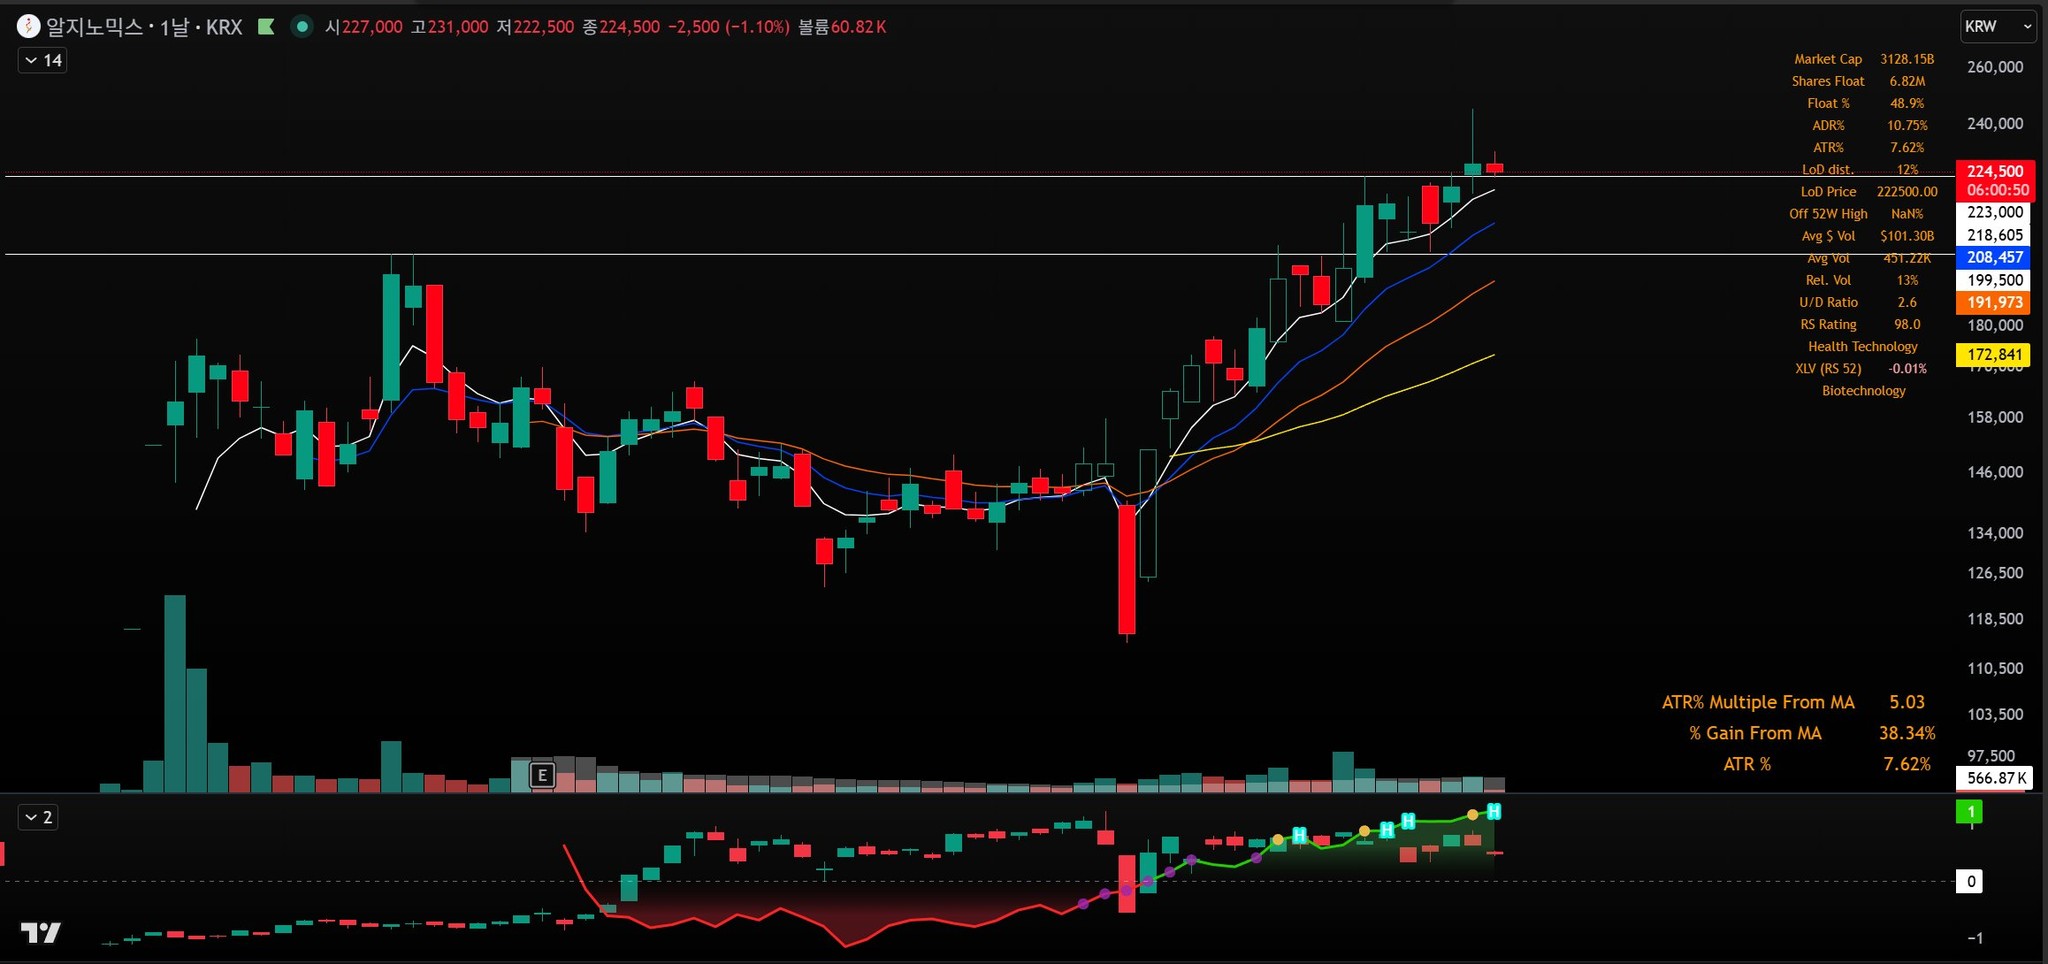 알지노믹스 · 1날 · KRX 시227,000 고231,000 저222,500 종224,500 −2,500 (−1.10%) 볼륨60.82 K
KRW
14
Market Cap 3128.15B
Shares Float 6.82M
Float % 48.9%
ADR% 10.75%
ATR% 7.62%
LoD dist. 12%
LoD Price 222500.00
Off 52W High NaN%
Avg $ Vol $101.30B
Avg Vol 451.22K
Rel. Vol 13%
U/D Ratio 2.6
RS Rating 98.0
Health Technology
XLV (RS 52) -0.01%
Biotechnology
260,000
240,000
224,500
06:00:50
223,000
218,605
208,457
199,500
191,973
180,000
172,841
158,000
146,000
134,000
126,500
118,500
110,500
103,500
97,500
566.87 K
ATR% Multiple From MA 5.03
% Gain From MA 38.34%
ATR % 7.62%
E
2
H
H
H
H
1
0
−1